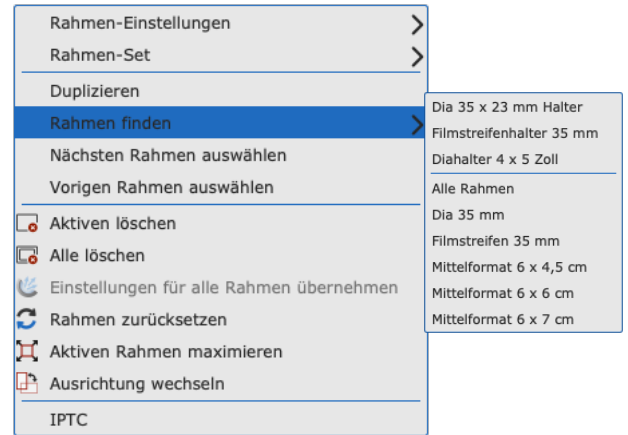 Rahmen-Einstellungen
Rahmen-Set
Duplizieren
Rahmen finden
Nächsten Rahmen auswählen
Vorigen Rahmen auswählen
Aktiven löschen
Alle löschen
Einstellungen für alle Rahmen übernehmen
Rahmen zurücksetzen
Aktiven Rahmen maximieren
Ausrichtung wechseln
IPTC
Dia 35 x 23 mm Halter
Filmstreifenhalter 35 mm
Diahalter 4 x 5 Zoll
Alle Rahmen
Dia 35 mm
Filmstreifen 35 mm
Mittelformat 6 x 4,5 cm
Mittelformat 6 x 6 cm
Mittelformat 6 x 7 cm